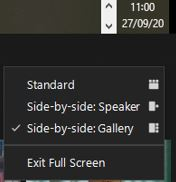 11:00
27/09/20
Standard
Side-by-side: Speaker
Side-by-side: Gallery
Exit Full Screen